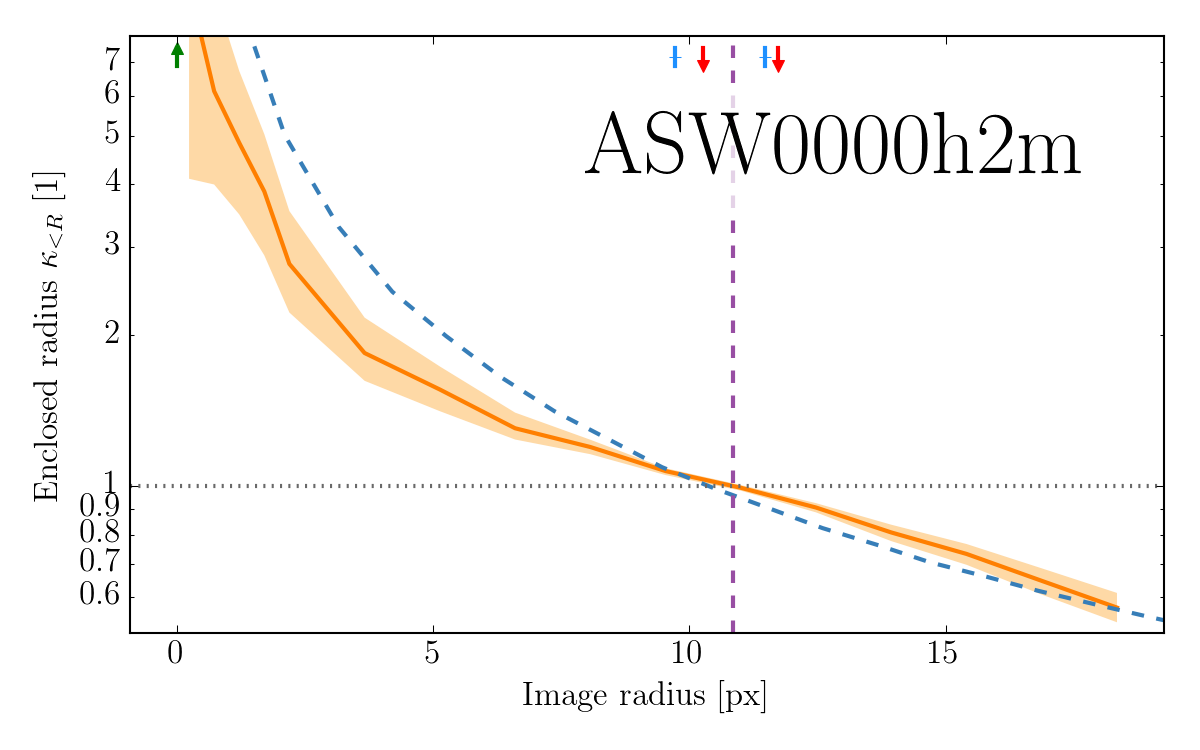 ASW0000h2m
Enclosed radius κ<R [1]
7
6
5
4
3
2
1
0.9
0.8
0.7
0.6
0 5 10 15
Image radius [px]